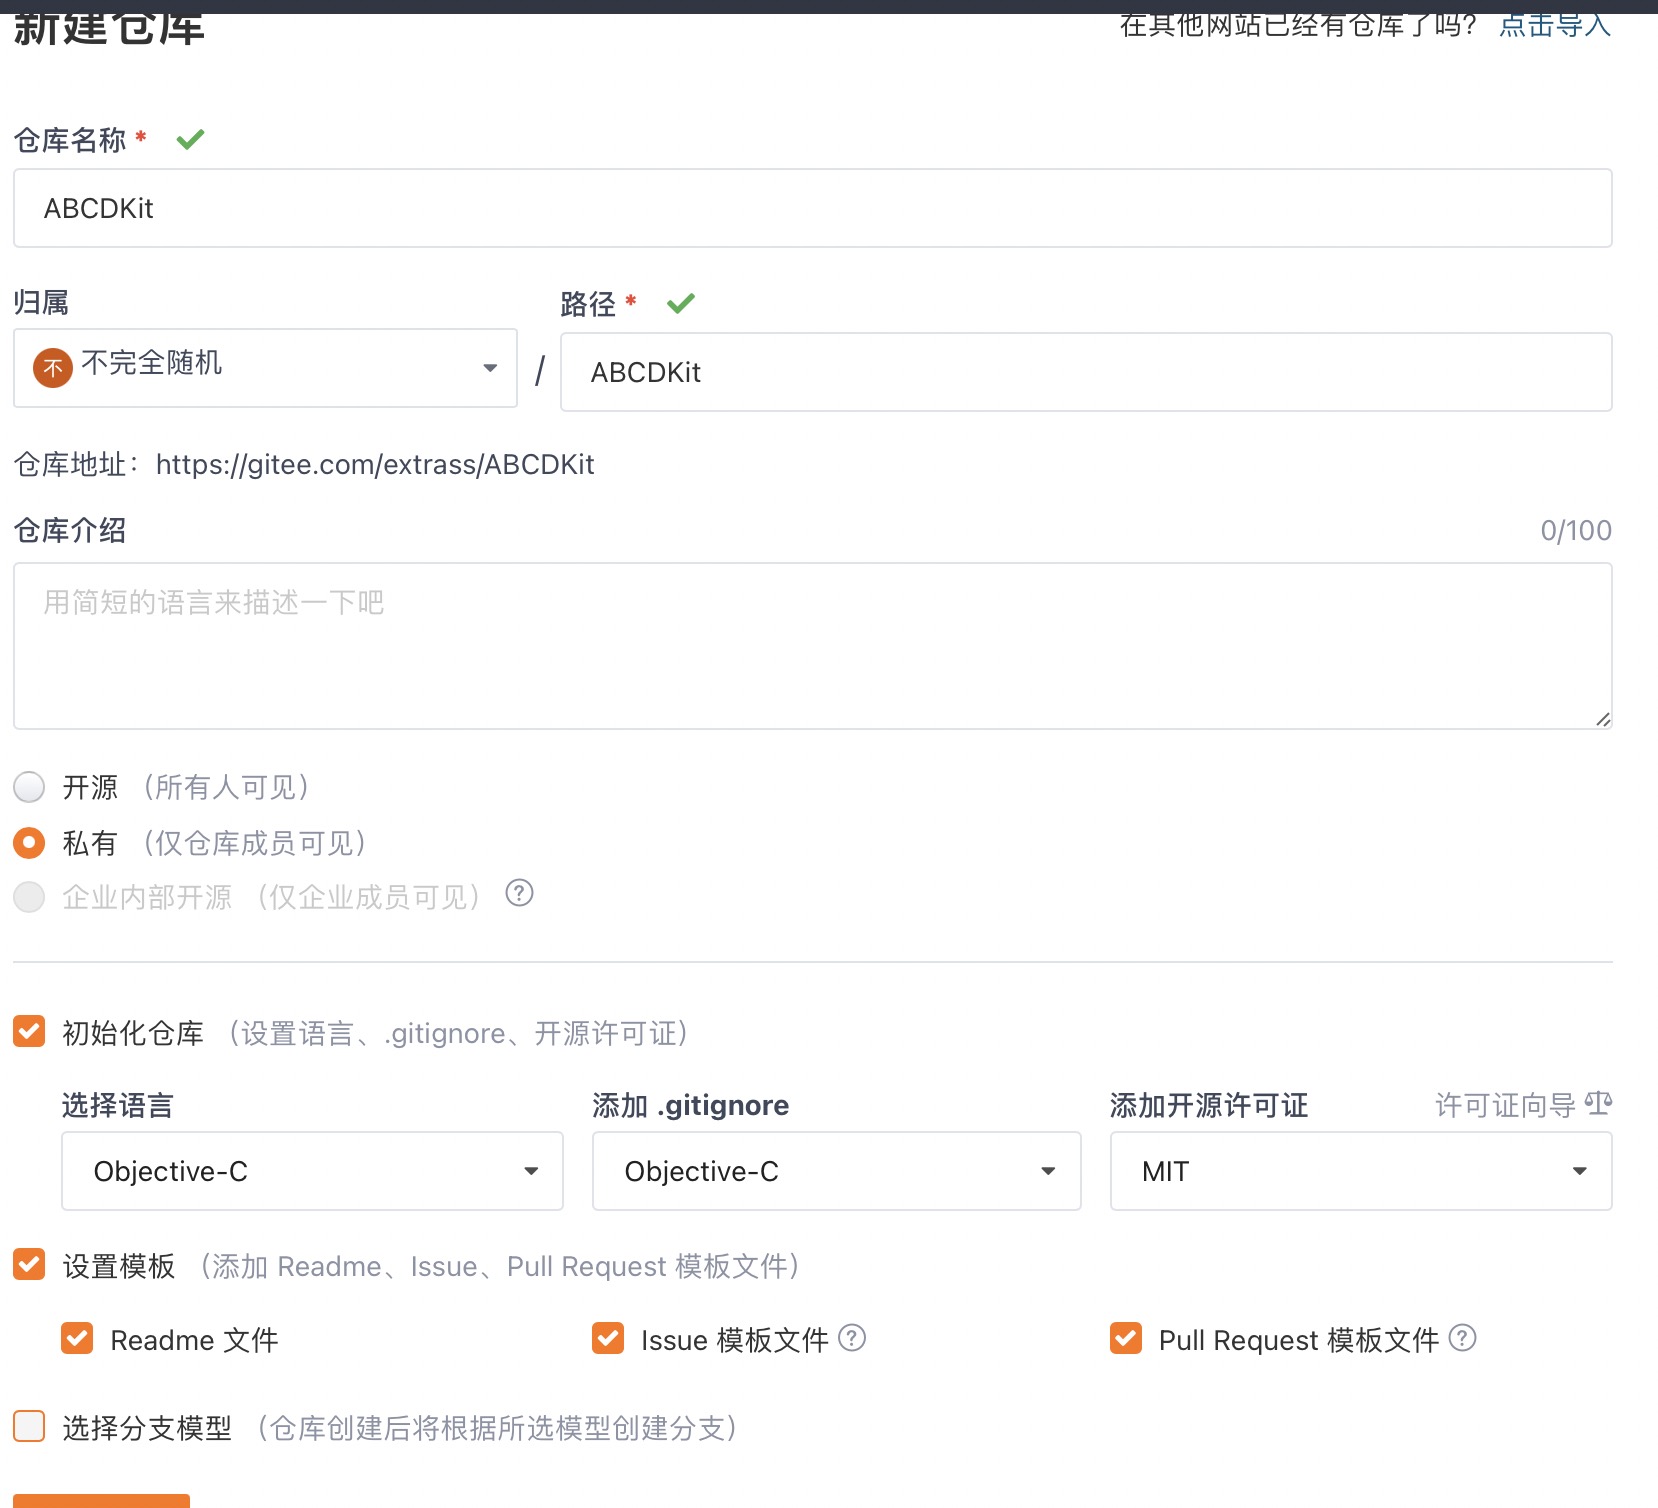 新建仓库
在其他网站已经有仓库了吗? 点击导入
仓库名称 *
ABCDKit
归属
路径 *
不 不完全随机
/
ABCDKit
仓库地址：https://gitee.com/extrass/ABCDKit
仓库介绍
0/100
用简短的语言来描述一下吧
开源 （所有人可见）
私有 （仅仓库成员可见）
企业内部开源 （仅企业成员可见） ?
初始化仓库 （设置语言、.gitignore、开源许可证）
选择语言
添加 .gitignore
添加开源许可证
许可证向导
Objective-C
Objective-C
MIT
设置模板 （添加 Readme、Issue、Pull Request 模板文件）
Readme 文件
Issue 模板文件 ?
Pull Request 模板文件 ?
选择分支模型 （仓库创建后将根据所选模型创建分支）